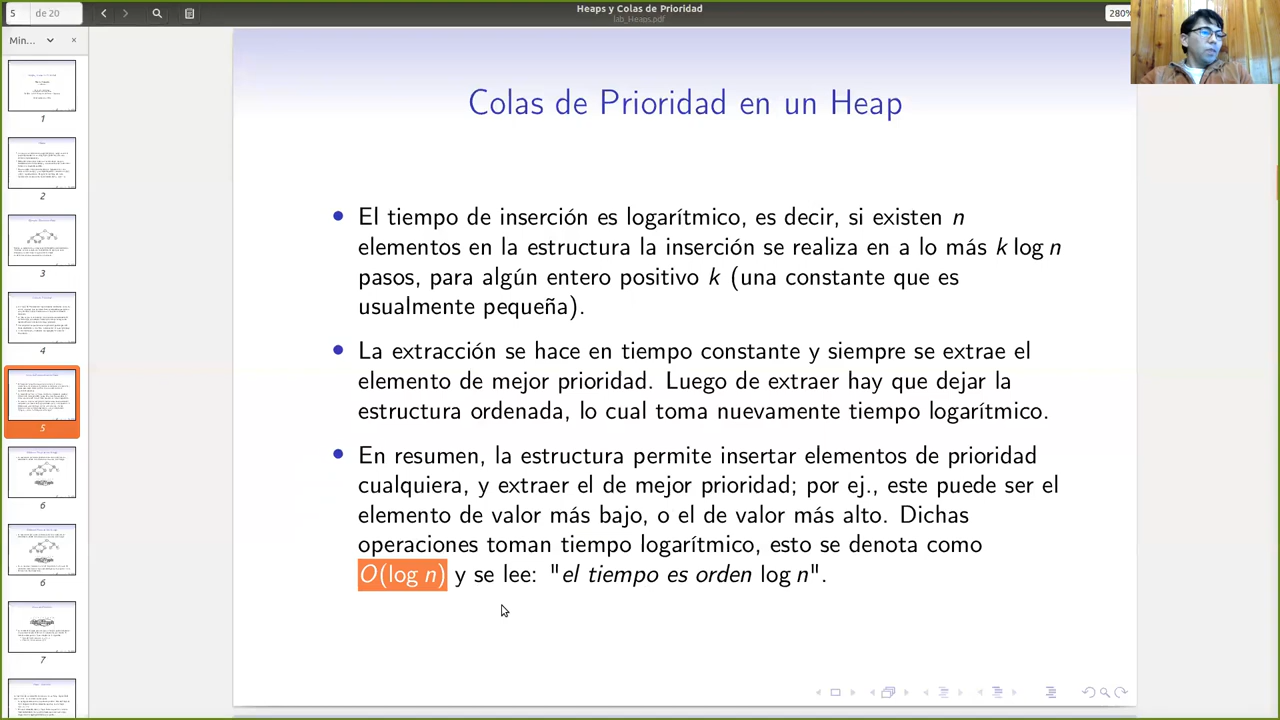 5 de 20
Heaps y Colas de Prioridad
lab_Heaps.pdf
280%
Min...
1
2
3
4
5
6
6
7
Colas de Prioridad en un Heap
El tiempo de inserción es logarítmico, es decir, si existen n
elementos en la estructura la inserción se realiza en a lo más k log n
pasos, para algún entero positivo k (una constante que es
usualmente pequeña).
La extracción se hace en tiempo constante y siempre se extrae el
elemento de mejor prioridad. Luego de extraer hay que dejar la
estructura ordenada, lo cual toma nuevamente tiempo logarítmico.
En resumen, la estructura permite insertar elementos de prioridad
cualquiera, y extraer el de mejor prioridad; por ej., este puede ser el
elemento de valor más bajo, o el de valor más alto. Dichas
operaciones toman tiempo logarítmico, esto se denota como
O(log n) y se lee: "el tiempo es orden log n".